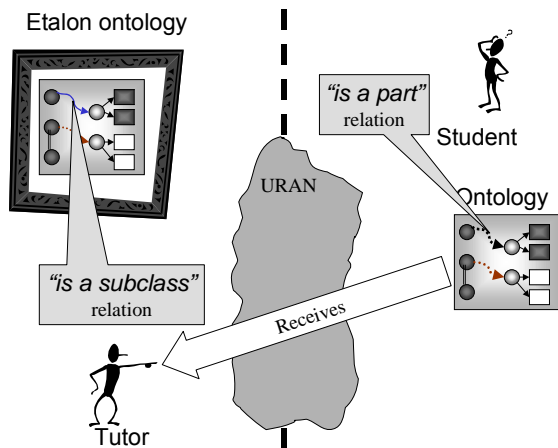 Etalon ontology
?
"is a part"
relation
Student
URAN
Ontology
"is a subclass"
relation
Receives
Tutor